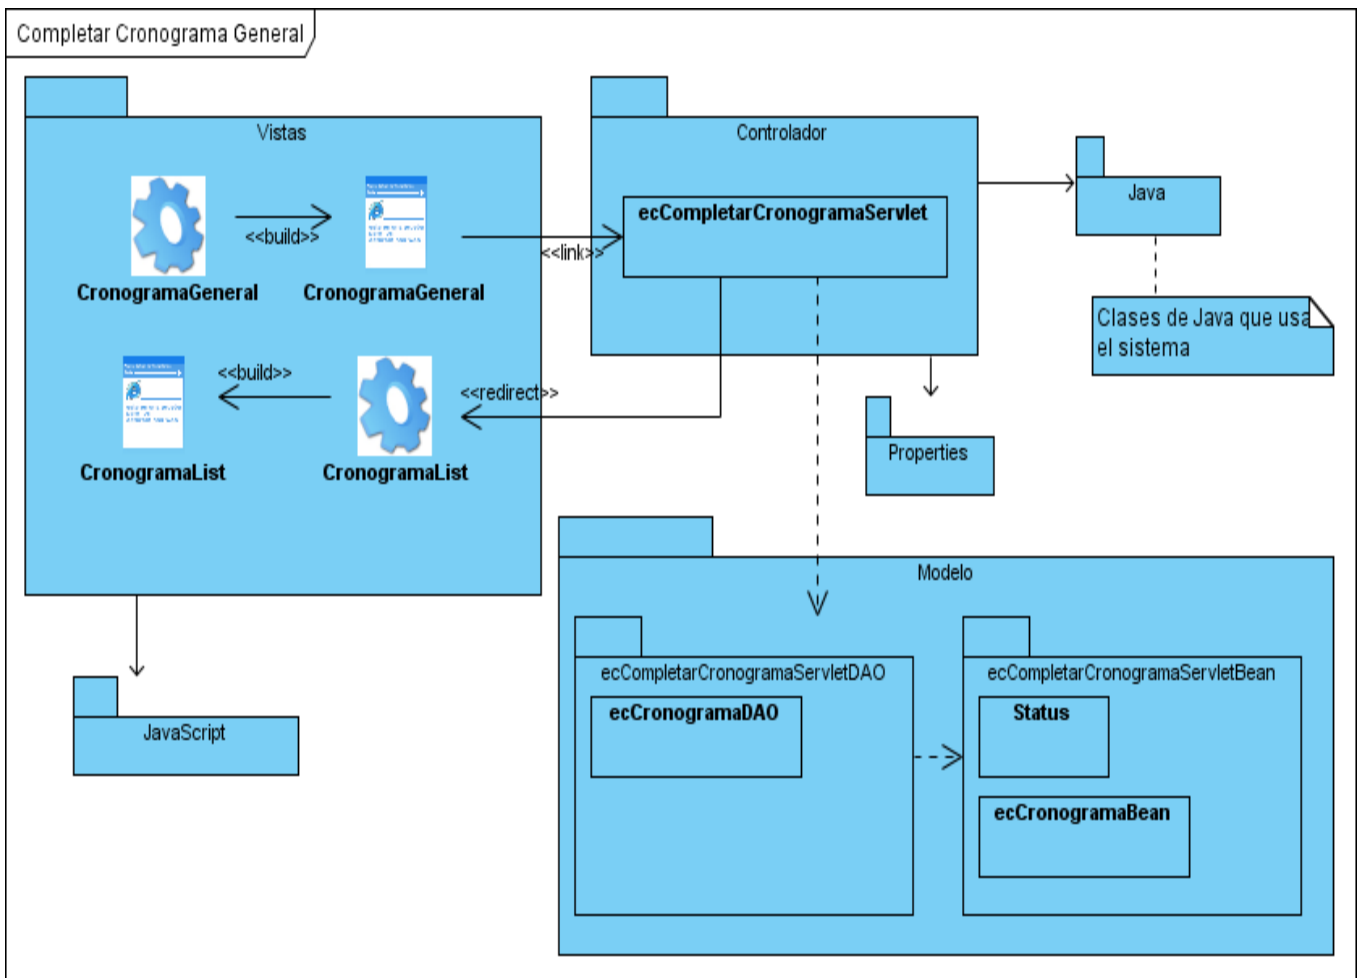 Completar Cronograma General
Vistas
Controlador
Java
ecCompletarCronogramaServlet
<<build>>
<<link>>
CronogramaGeneral
CronogramaGeneral
Clases de Java que usa
el sistema
<<build>>
<<redirect>>
CronogramaList
CronogramaList
Properties
Modelo
ecCompletarCronogramaServletDAO
ecCompletarCronogramaServletBean
ecCronogramaDAO
Status
JavaScript
ecCronogramaBean